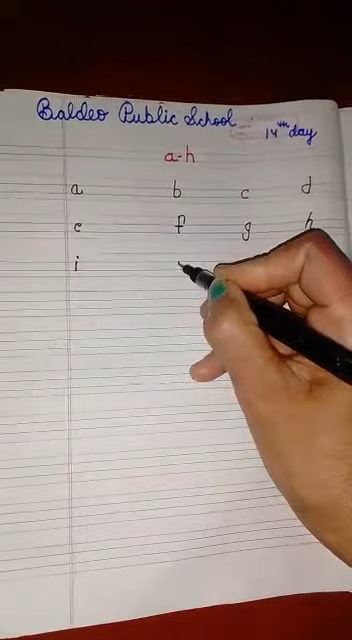 Baldeo Public School
14th day
a-h
a b c d
e f g h
i